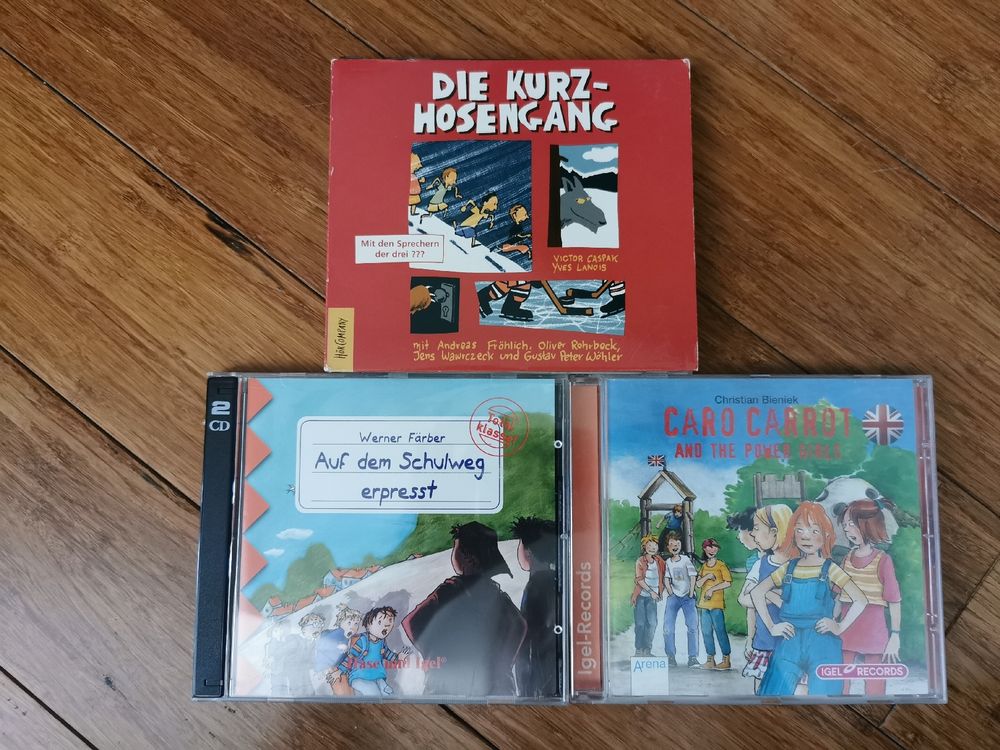 DIE KURZ-
HOSENGANG
Mit den Sprechern
der drei ???
VICTOR CASPAK
YVES LANOIS
HÖRCOMPANY
mit Andreas Fröhlich, Oliver Rohrbeck,
Jens Wawrczeck und Gustav Peter Wöhler
2
CD
Total
klasse!
Werner Färber
Auf dem Schulweg
erpresst
Hase und Igel®
Igel-Records
Christian Bieniek
CARO CARROT
AND THE POWER GIRLS
Arena
IGEL RECORDS